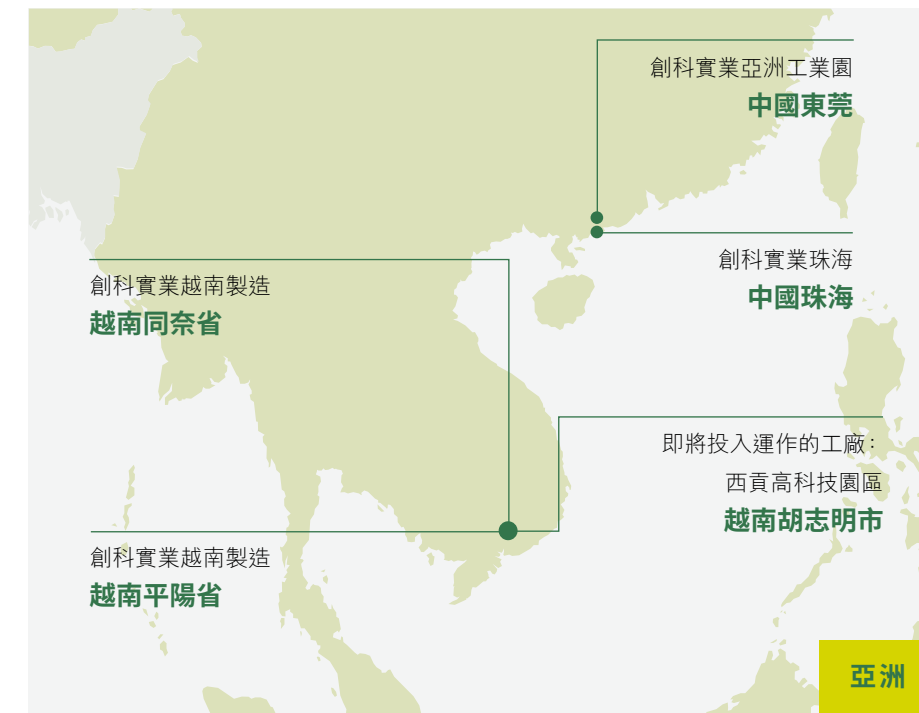 創科實業亞洲工業園
中國東莞
創科實業珠海
中國珠海
創科實業越南製造
越南同奈省
即將投入運作的工廠：
西貢高科技園區
越南胡志明市
創科實業越南製造
越南平陽省
亞洲